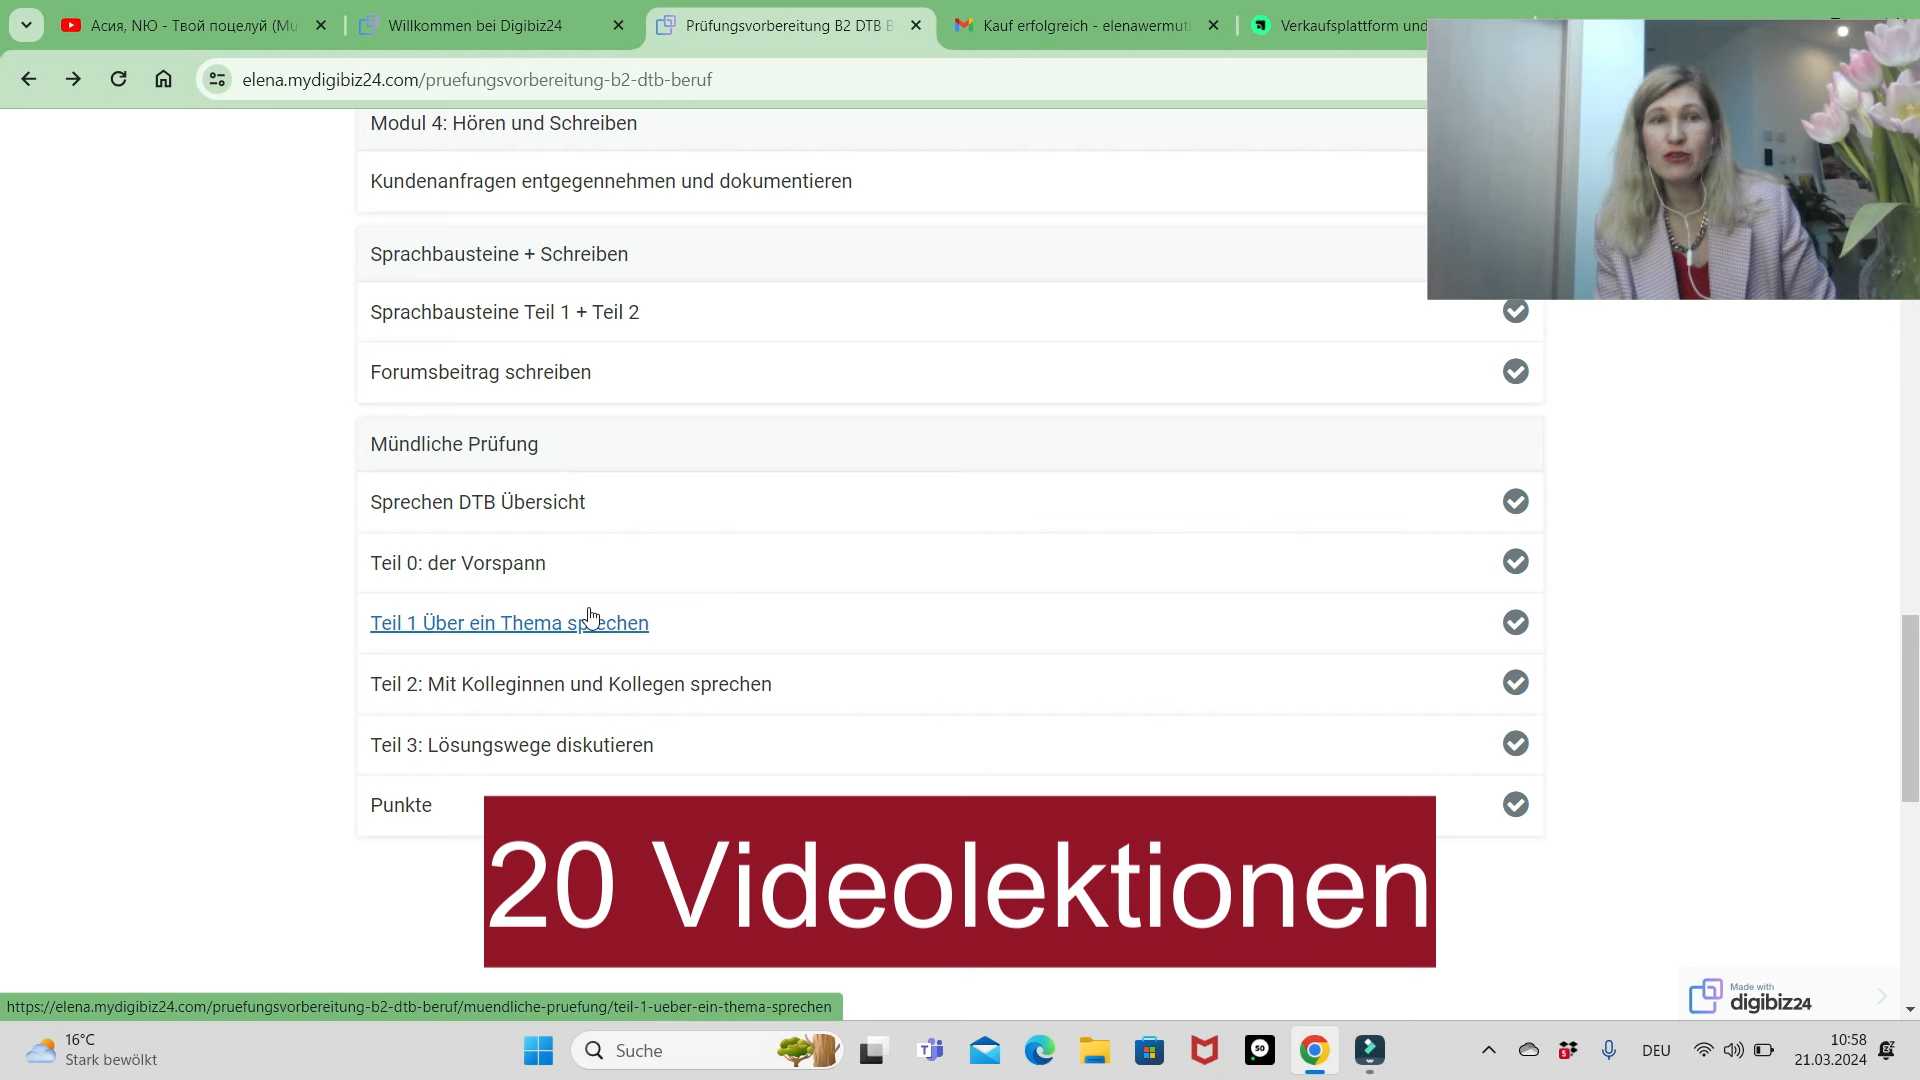 Асия, NЮ - Твой поцелуй (Mu
Willkommen bei Digibiz24
Prüfungsvorbereitung B2 DTB B
Kauf erfolgreich - elenawermut
Verkaufsplattform und
elena.mydigibiz24.com/pruefungsvorbereitung-b2-dtb-beruf
Modul 4: Hören und Schreiben
Kundenanfragen entgegennehmen und dokumentieren
Sprachbausteine + Schreiben
Sprachbausteine Teil 1 + Teil 2
Forumsbeitrag schreiben
Mündliche Prüfung
Sprechen DTB Übersicht
Teil 0: der Vorspann
Teil 1 Über ein Thema sprechen
Teil 2: Mit Kolleginnen und Kollegen sprechen
Teil 3: Lösungswege diskutieren
Punkte
20 Videolektionen
Made with
digibiz24
https://elena.mydigibiz24.com/pruefungsvorbereitung-b2-dtb-beruf/muendliche-pruefung/teil-1-ueber-ein-thema-sprechen
16°C
Stark bewölkt
Suche
DEU
10:58
21.03.2024